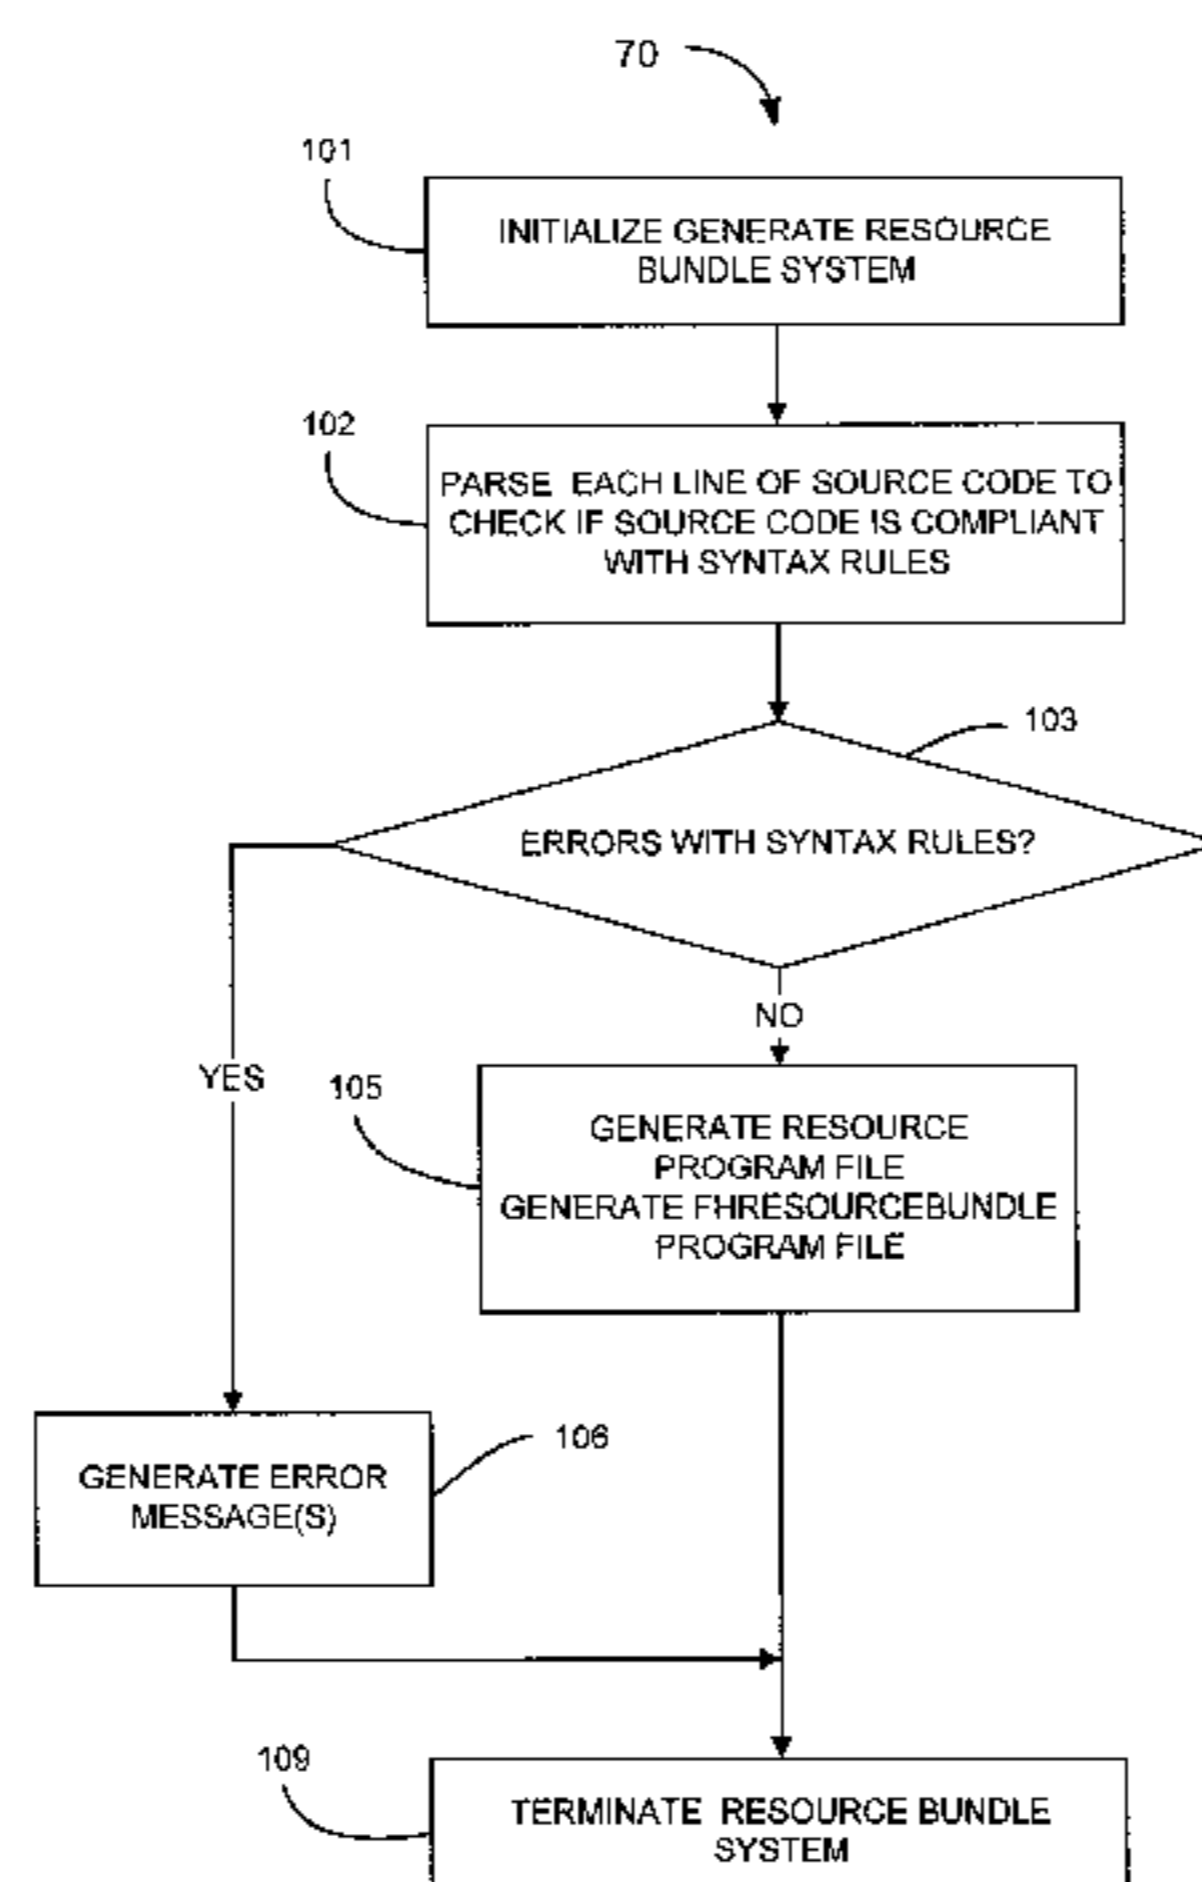 70
101
INITIALIZE GENERATE RESOURCE
BUNDLE SYSTEM
102
PARSE EACH LINE OF SOURCE CODE TO
CHECK IF SOURCE CODE IS COMPLIANT
WITH SYNTAX RULES
103
ERRORS WITH SYNTAX RULES?
NO
YES
105
GENERATE RESOURCE
PROGRAM FILE
GENERATE FHRESOURCEBUNDLE
PROGRAM FILE
106
GENERATE ERROR
MESSAGE(S)
109
TERMINATE RESOURCE BUNDLE
SYSTEM